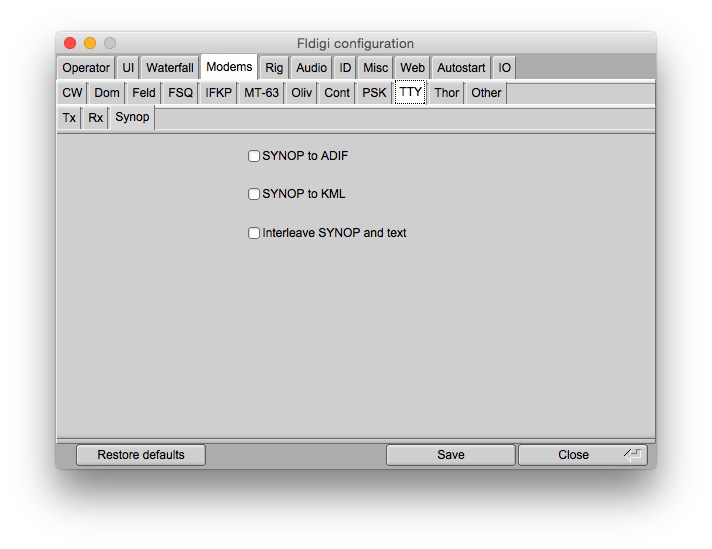 Fldigi configuration
Operator UI Waterfall Modems Rig Audio ID Misc Web Autostart IO
CW Dom Feld FSQ IFKP MT-63 Oliv Cont PSK TTY Thor Other
Tx Rx Synop
SYNOP to ADIF
SYNOP to KML
Interleave SYNOP and text
Restore defaults Save Close